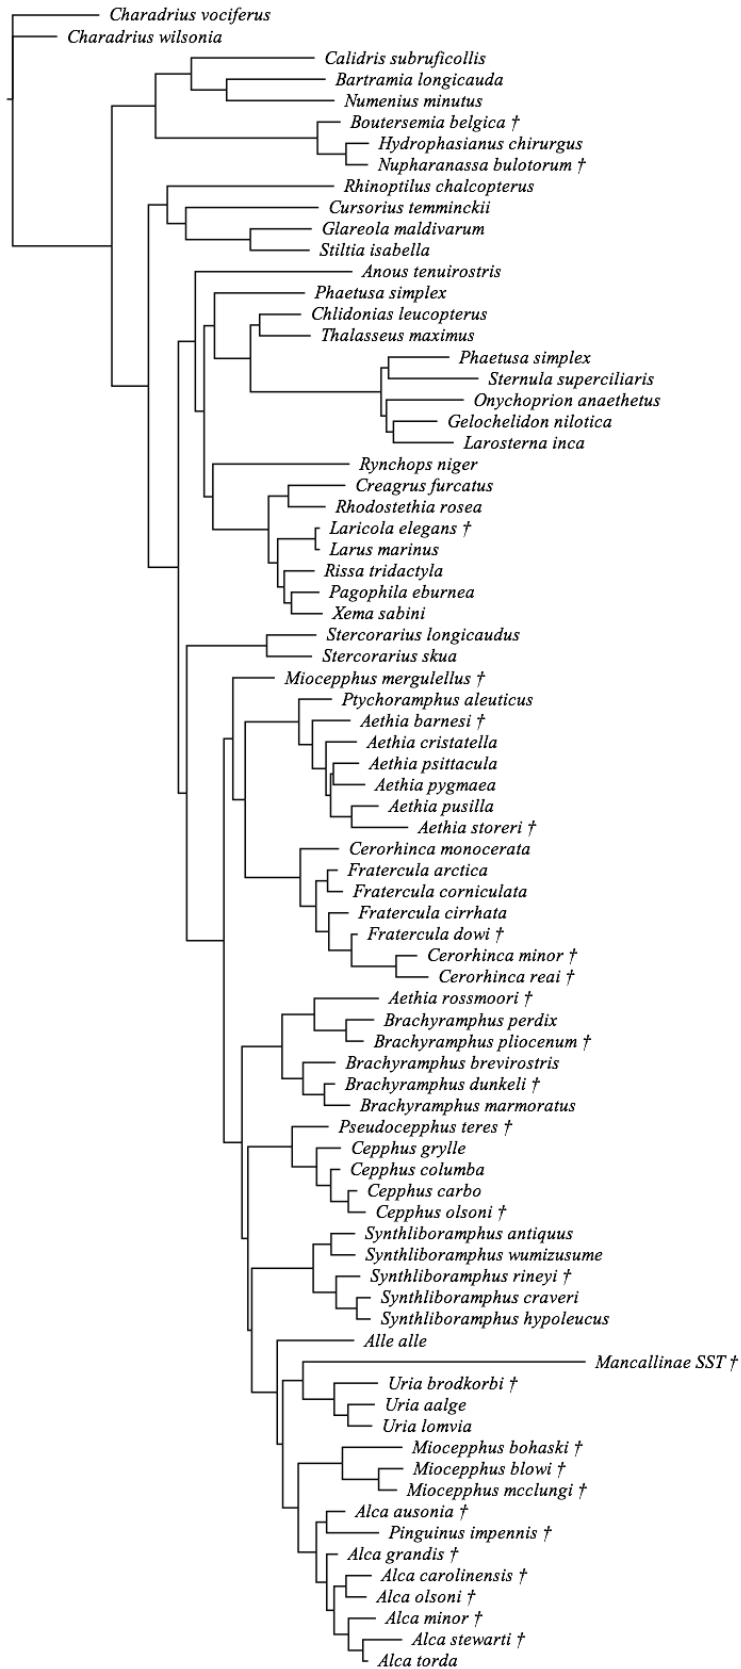 Charadrius vociferus
Charadrius wilsonia
Calidris subruficollis
Bartramia longicauda
Numenius minutus
Boutersemia belgica †
Hydrophasianus chirurgus
Nupharanassa bulotorum †
Rhinoptilus chalcopterus
Cursorius temminckii
Glareola maldivarum
Stiltia isabella
Anous tenuirostris
Phaetusa simplex
Chlidonias leucopterus
Thalasseus maximus
Phaetusa simplex
Sternula superciliaris
Onychoprion anaethetus
Gelochelidon nilotica
Larosterna inca
Rynchops niger
Creagrus furcatus
Rhodostethia rosea
Laricola elegans †
Larus marinus
Rissa tridactyla
Pagophila eburnea
Xema sabini
Stercorarius longicaudus
Stercorarius skua
Miocepphus mergulellus †
Ptychoramphus aleuticus
Aethia barnesi †
Aethia cristatella
Aethia psittacula
Aethia pygmaea
Aethia pusilla
Aethia storeri †
Cerorhinca monocerata
Fratercula arctica
Fratercula corniculata
Fratercula cirrhata
Fratercula dowi †
Cerorhinca minor †
Cerorhinca reai †
Aethia rossmoori †
Brachyramphus perdix
Brachyramphus pliocenum †
Brachyramphus brevirostris
Brachyramphus dunkeli †
Brachyramphus marmoratus
Pseudocepphus teres †
Cepphus grylle
Cepphus columba
Cepphus carbo
Cepphus olsoni †
Synthliboramphus antiquus
Synthliboramphus wumizusume
Synthliboramphus rineyi †
Synthliboramphus craveri
Synthliboramphus hypoleucus
Alle alle
Mancallinae SST †
Uria brodkorbi †
Uria aalge
Uria lomvia
Miocepphus bohaski †
Miocepphus blowi †
Miocepphus mcclungi †
Alca ausonia †
Pinguinus impennis †
Alca grandis †
Alca carolinensis †
Alca olsoni †
Alca minor †
Alca stewarti †
Alca torda